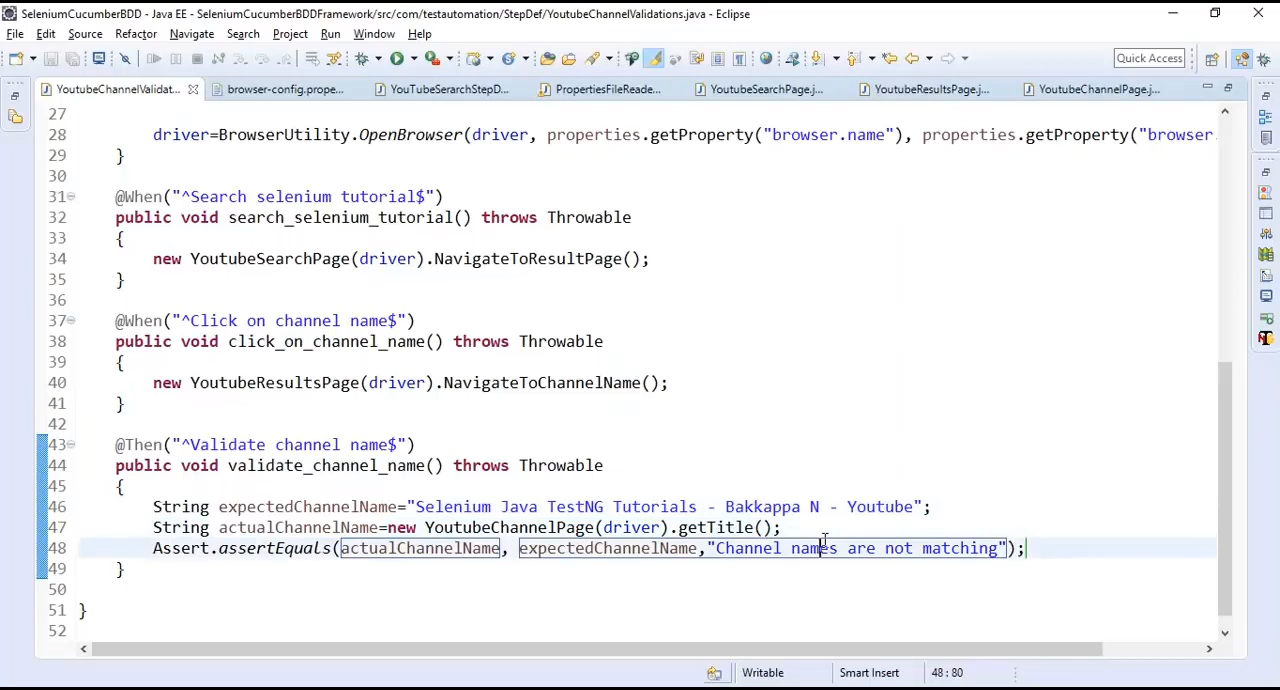 SeleniumCucumberBDD - Java EE - SeleniumCucumberBDDFramework/src/com/testautomation/StepDef/YoutubeChannelValidations.java - Eclipse
File Edit Source Refactor Navigate Search Project Run Window Help
Quick Access
YoutubeChannelValidat... browser-config.prope... YouTubeSerarchStepD... PropertiesFileReade... YoutubeSearchPage.j... YoutubeResultsPage.j... YoutubeChannelPage.j...
27
28 driver=BrowserUtility.OpenBrowser(driver, properties.getProperty("browser.name"), properties.getProperty("browser.
29 }
30
31 @When("^Search selenium tutorial$")
32 public void search_selenium_tutorial() throws Throwable
33 {
34 new YoutubeSearchPage(driver).NavigateToResultPage();
35 }
36
37 @When("^Click on channel name$")
38 public void click_on_channel_name() throws Throwable
39 {
40 new YoutubeResultsPage(driver).NavigateToChannelName();
41 }
42
43 @Then("^Validate channel name$")
44 public void validate_channel_name() throws Throwable
45 {
46 String expectedChannelName="Selenium Java TestNG Tutorials - Bakkappa N - Youtube";
47 String actualChannelName=new YoutubeChannelPage(driver).getTitle();
48 Assert.assertEquals(actualChannelName, expectedChannelName,"Channel names are not matching");
49 }
50
51 }
52
Writable Smart Insert 48 : 80